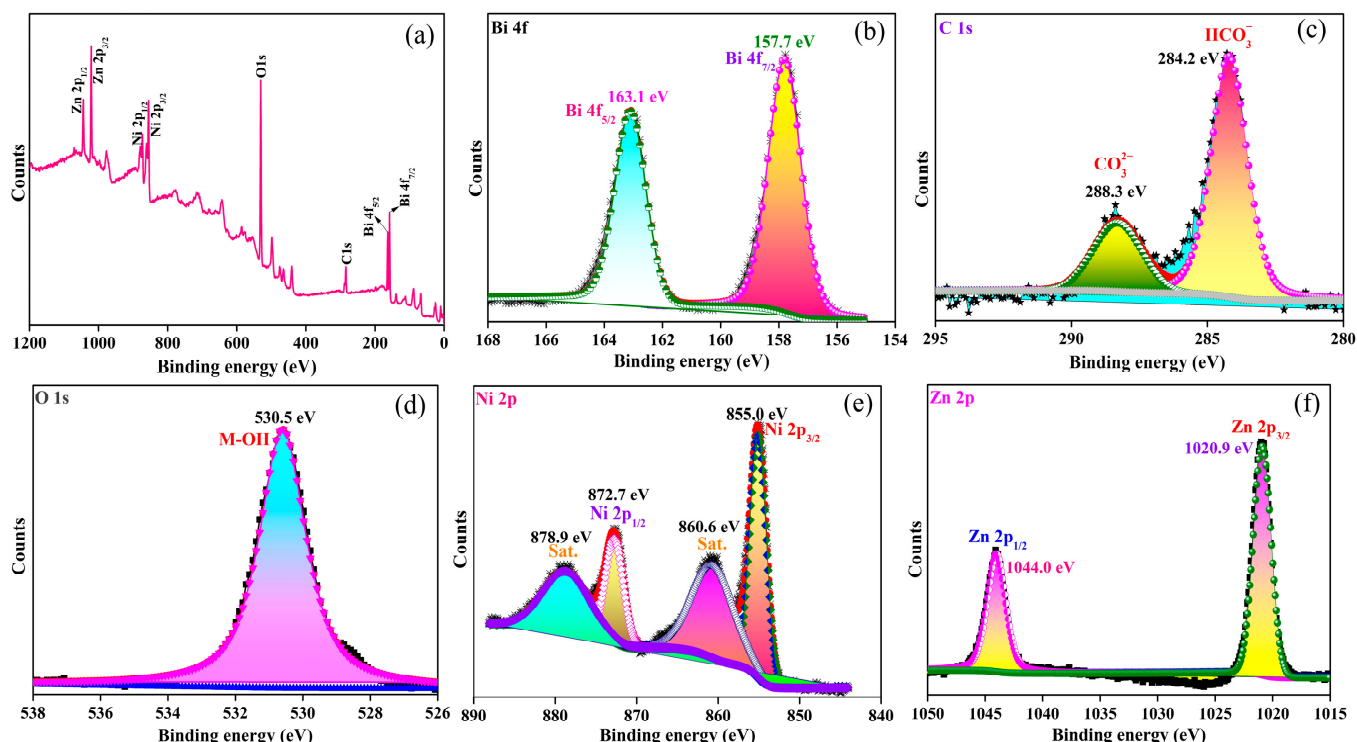 (a)
Zn 2p1/2
Zn 2p3/2
Ni 2p1/2
Ni 2p3/2
O1s
C1s
Bi 4f5/2
Bi 4f7/2
Counts
1200 1000 800 600 400 200 0
Binding energy (eV)
Bi 4f
(b)
157.7 eV
Bi 4f7/2
163.1 eV
Bi 4f5/2
Counts
168 166 164 162 160 158 156 154
Binding energy (eV)
C 1s
(c)
HCO3−
284.2 eV
CO32−
288.3 eV
Counts
295 290 285 280
Binding energy (eV)
O 1s
(d)
530.5 eV
M-OH
Counts
538 536 534 532 530 528 526
Binding energy (eV)
Ni 2p
(e)
855.0 eV
Ni 2p3/2
872.7 eV
Ni 2p1/2
860.6 eV
Sat.
878.9 eV
Sat.
Counts
890 880 870 860 850 840
Binding energy (eV)
Zn 2p
(f)
Zn 2p3/2
1020.9 eV
Zn 2p1/2
1044.0 eV
Counts
1050 1045 1040 1035 1030 1025 1020 1015
Binding energy (eV)